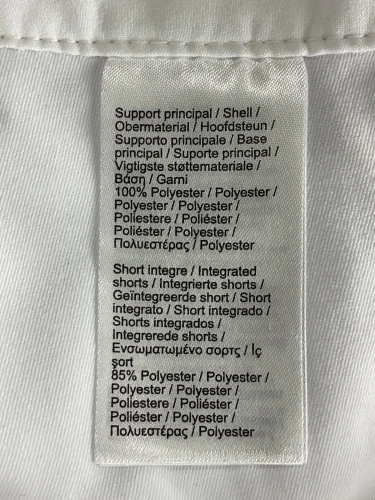 Support principal / Shell /
Obermaterial / Hoofdsteun /
Supporto principale / Base
principal / Suporte principal /
Vigtigste støttemateriale /
Βάση / Garni
100% Polyester / Polyester /
Polyester / Polyester /
Poliestere / Poliéster /
Poliéster / Polyester /
Πολυεστέρας / Polyester
Short integre / Integrated
shorts / Integrierte shorts /
Geïntegreerde short / Short
integrato / Short integrado /
Shorts integrados /
Integrerede shorts /
Ενσωματωμένο σορτς / Iç
şort
85% Polyester / Polyester /
Polyester / Polyester /
Poliestere / Poliéster /
Poliéster / Polyester /
Πολυεστέρας / Polyester